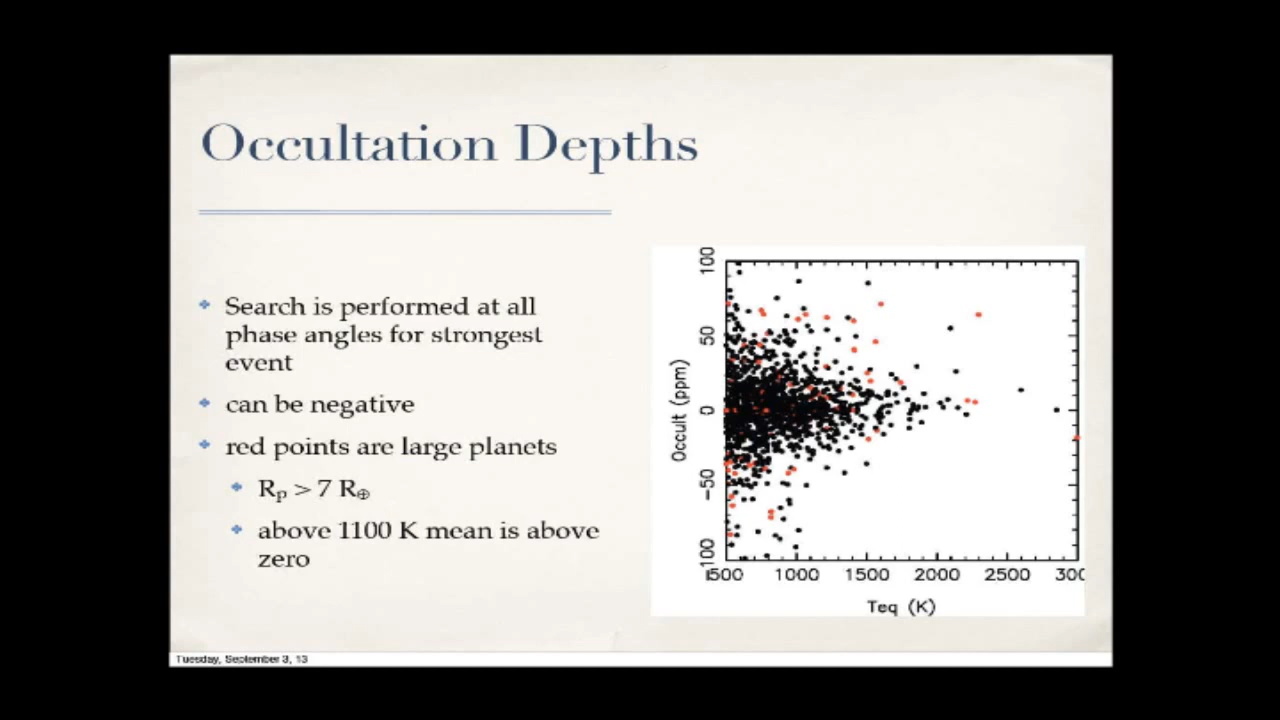 Occultation Depths
Search is performed at all
phase angles for strongest
event
can be negative
red points are large planets
Rp > 7 R⊕
above 1100 K mean is above
zero
100
50
0
−50
−100
Occult (ppm)
500 1000 1500 2000 2500 300
Teq (K)
Tuesday, September 3, 13